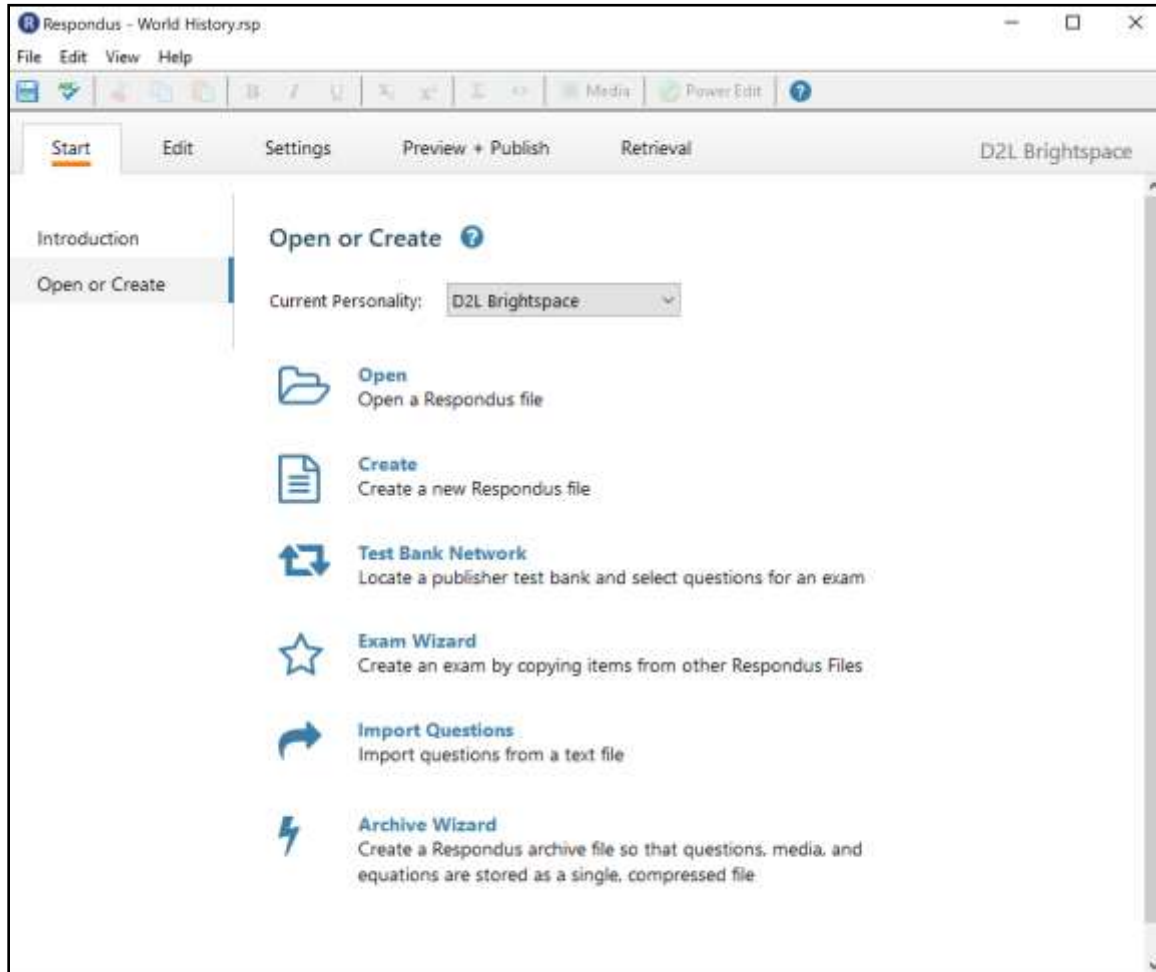 R Respondus - World History.rsp
File Edit View Help
B I U X₂ x² Σ <> Media Power Edit ?
Start Edit Settings Preview + Publish Retrieval D2L Brightspace
Introduction
Open or Create
Open or Create ?
Current Personality: D2L Brightspace
Open
Open a Respondus file
Create
Create a new Respondus file
Test Bank Network
Locate a publisher test bank and select questions for an exam
Exam Wizard
Create an exam by copying items from other Respondus Files
Import Questions
Import questions from a text file
Archive Wizard
Create a Respondus archive file so that questions, media, and
equations are stored as a single, compressed file